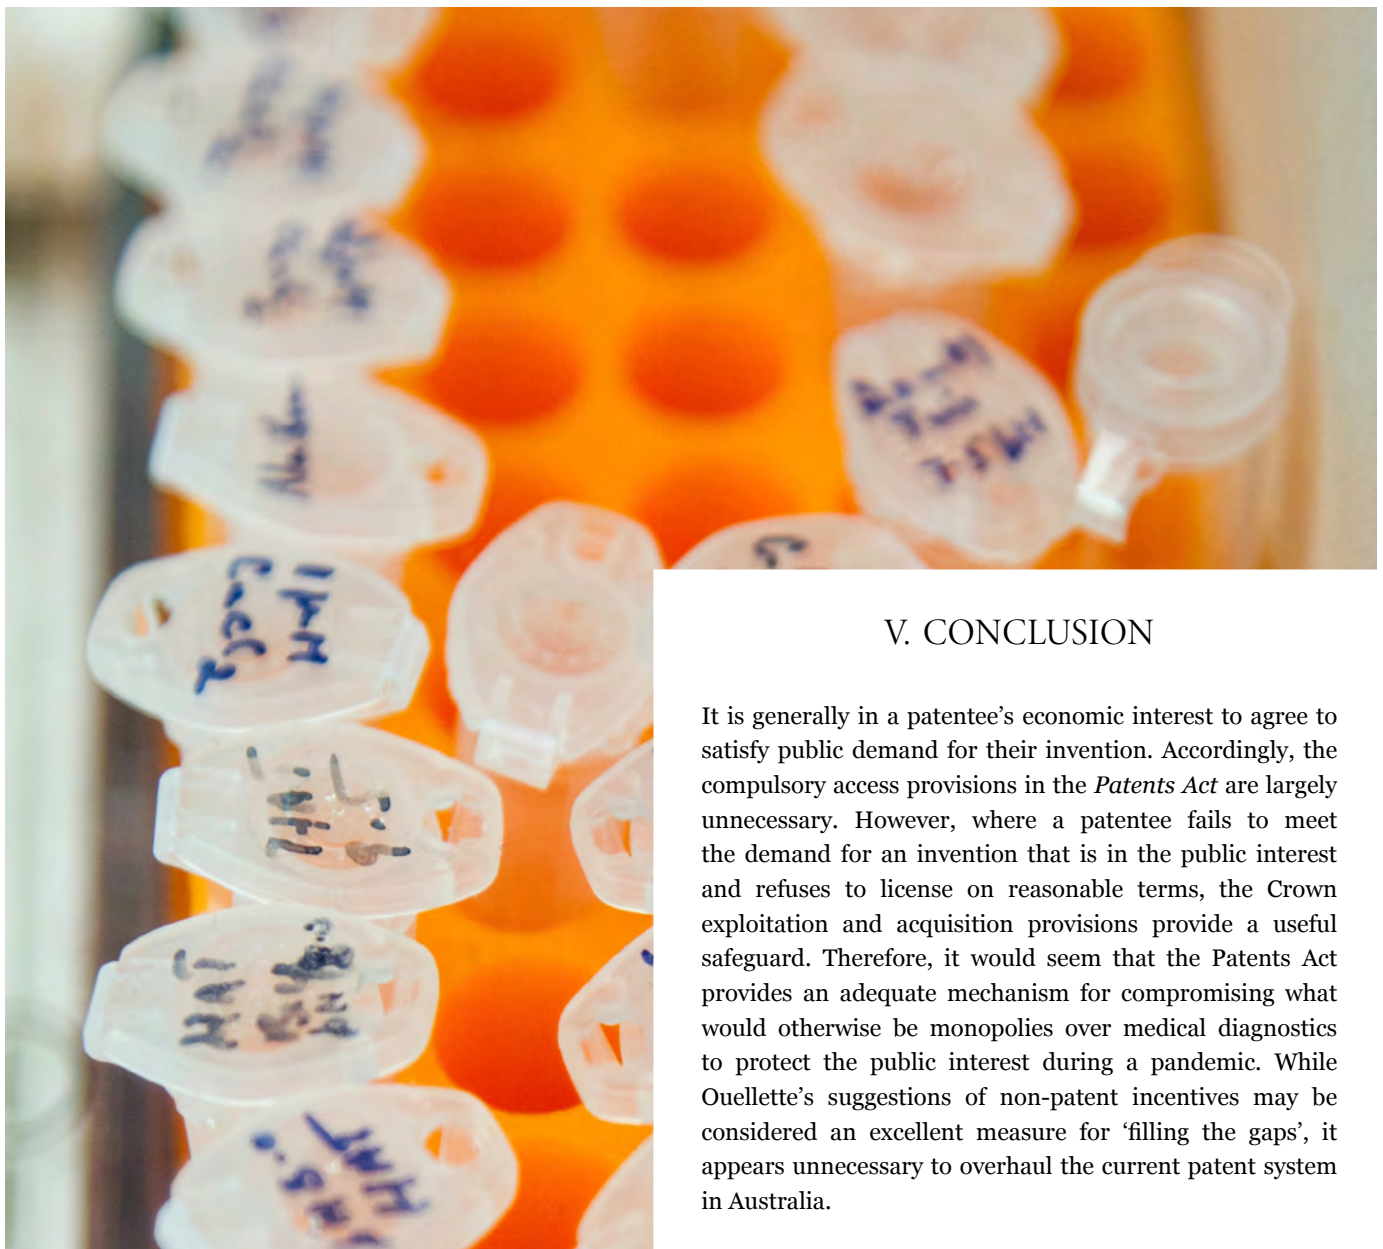 CaCl2
1µM
V. CONCLUSION
It is generally in a patentee’s economic interest to agree to
satisfy public demand for their invention. Accordingly, the
compulsory access provisions in the Patents Act are largely
unnecessary. However, where a patentee fails to meet
the demand for an invention that is in the public interest
and refuses to license on reasonable terms, the Crown
exploitation and acquisition provisions provide a useful
safeguard. Therefore, it would seem that the Patents Act
provides an adequate mechanism for compromising what
would otherwise be monopolies over medical diagnostics
to protect the public interest during a pandemic. While
Ouellette’s suggestions of non-patent incentives may be
considered an excellent measure for ‘filling the gaps’, it
appears unnecessary to overhaul the current patent system
in Australia.